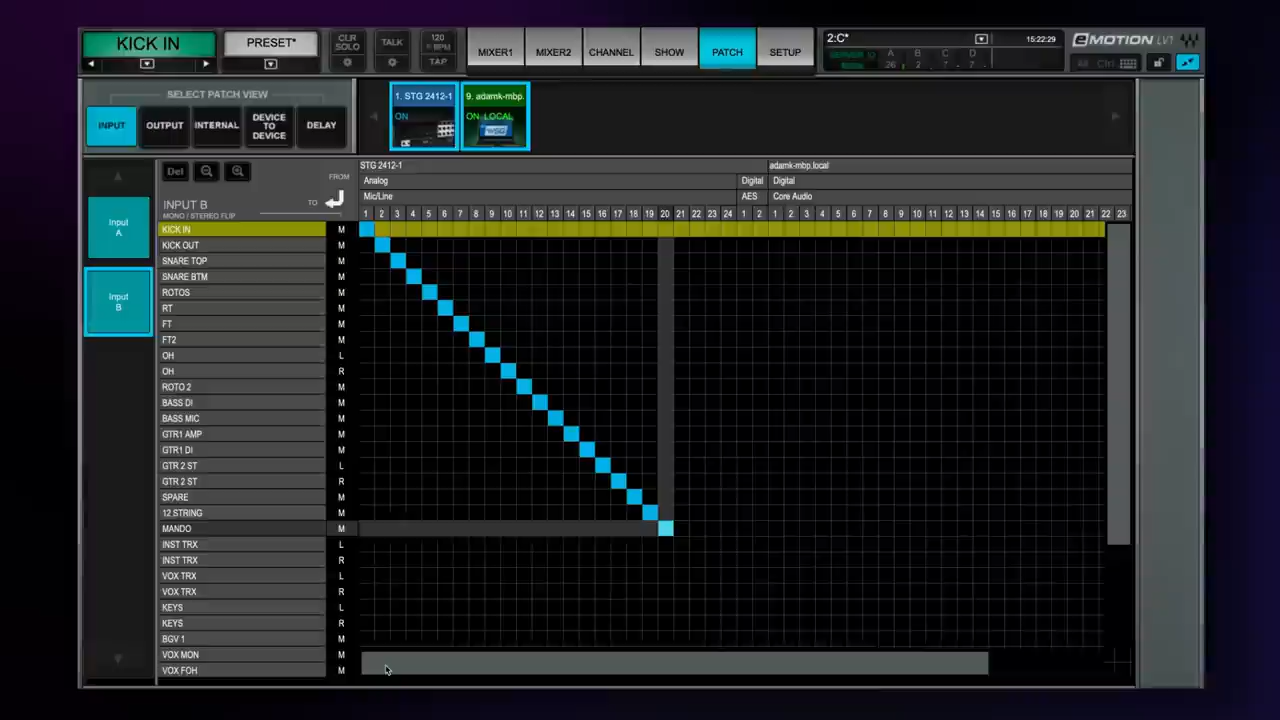 KICK IN
PRESET*
CLR SOLO
TALK
120 BPM TAP
MIXER1
MIXER2
CHANNEL
SHOW
PATCH
SETUP
2:C*
15:22:29
A B C D
26 2 7 7
eMOTION LV1
SELECT PATCH VIEW
INPUT
OUTPUT
INTERNAL
DEVICE TO DEVICE
DELAY
1. STG 2412-1
ON
9. adamk-mbp.
ON LOCAL
Input A
Input B
Del
FROM
TO
INPUT B
MONO / STEREO FLIP
STG 2412-1
adamk-mbp.local
Analog
Digital
Digital
Mic/Line
AES
Core Audio
1 2 3 4 5 6 7 8 9 10 11 12 13 14 15 16 17 18 19 20 21 22 23 24 1 2 1 2 3 4 5 6 7 8 9 10 11 12 13 14 15 16 17 18 19 20 21 22 23
KICK IN M
KICK OUT M
SNARE TOP M
SNARE BTM M
ROTOS M
RT M
FT M
FT2 M
OH L
OH R
ROTO 2 M
BASS DI M
BASS MIC M
GTR1 AMP M
GTR1 DI M
GTR 2 ST L
GTR 2 ST R
SPARE M
12 STRING M
MANDO M
INST TRX L
INST TRX R
VOX TRX L
VOX TRX R
KEYS L
KEYS R
BGV 1 M
VOX MON M
VOX FOH M